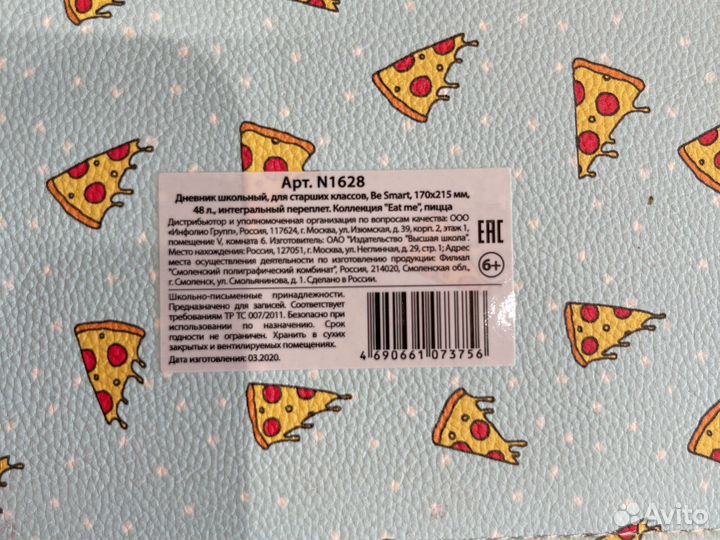 Арт. N1628
Дневник школьный, для старших классов, Be Smart, 170х215 мм,
48 л., интегральный переплет. Коллекция "Eat me", пицца
Дистрибьютор и уполномоченная организация по вопросам качества: ООО
«Инфолио Групп», Россия, 117624, г. Москва, ул. Изюмская, д. 39, корп. 2, этаж 1,
помещение V, комната 6. Изготовитель: ОАО "Издательство "Высшая школа".
Место нахождения: Россия, 127051, г. Москва, ул. Неглинная, д. 29, стр. 1; Адрес
места осуществления деятельности по изготовлению продукции: Филиал
"Смоленский полиграфический комбинат", Россия, 214020, Смоленская обл.,
г. Смоленск, ул. Смольянинова, д. 1. Сделано в России.
EAC
6+
Школьно-письменные принадлежности.
Предназначено для записей. Соответствует
требованиям ТР ТС 007/2011. Безопасно при
использовании по назначению. Срок
годности не ограничен. Хранить в сухих
закрытых и вентилируемых помещениях.
Дата изготовления: 03.2020.
4 690661 073756
Avito